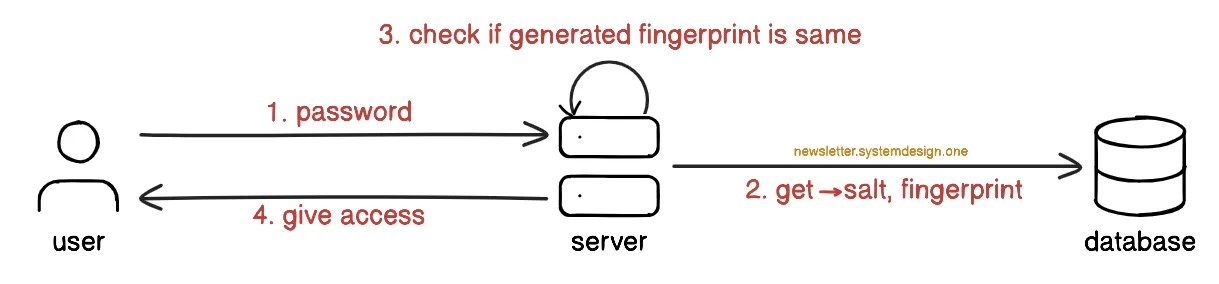 3. check if generated fingerprint is same
1. password
newsletter.systemdesign.one
2. get→salt, fingerprint
4. give access
user
server
database